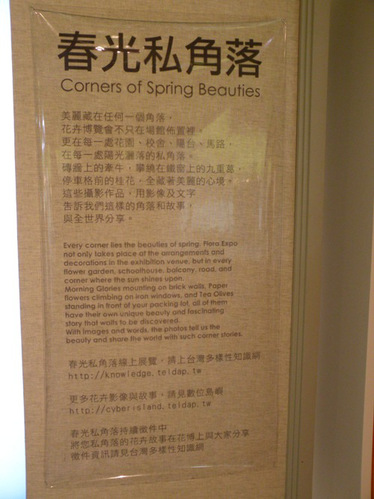 春光私角落
Corners of Spring Beauties
美麗藏在任何一個角落,
花卉博覽會不只在場館佈置裡,
更在每一處花園、校舍、陽台、馬路,
在每一處陽光灑落的私角落。
磚牆上的牽牛,攀繞在鐵窗上的九重葛,
停車格前的桂花,全藏著美麗的心境。
這些攝影作品,用影像及文字
告訴我們這樣的角落和故事,
與全世界分享。
Every corner lies the beauties of spring. Flora Expo
not only takes place at the arrangements and
decorations in the exhibition venue, but in every
flower garden, schoolhouse, balcony, road, and
corner where the sun shines upon.
Morning Glories mounting on brick walls, Paper
flowers climbing on iron windows, and Tea Olives
standing in front of your parking lot, all of them
have their own unique beauty and fascinating
story that waits to be discovered.
With images and words, the photos tell us the
beauty and share the world with such corner stories.
春光私角落線上展覽,請上台灣多樣性知識網
http://knowledge.teldap.tw
更多花卉影像與故事,請見數位島嶼
http://cyberisland.teldap.tw
春光私角落持續徵件中
將您私角落的花卉故事在花博上與大家分享
徵件資訊請見台灣多樣性知識網